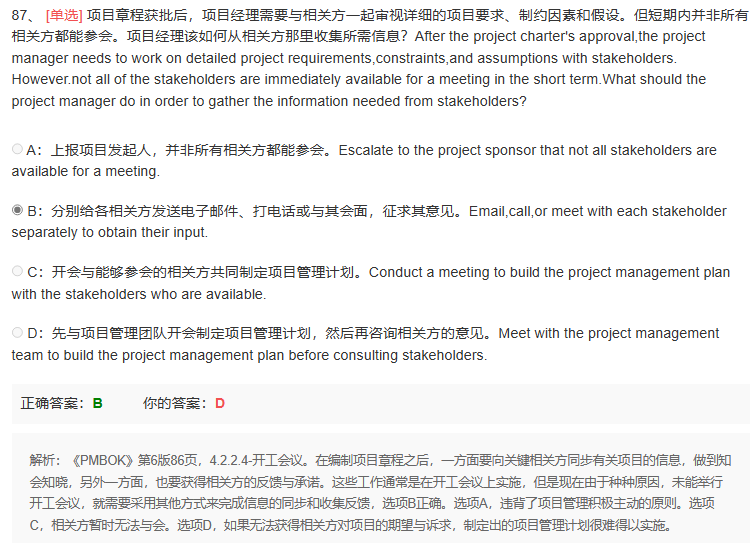 87、 [单选] 项目章程获批后，项目经理需要与相关方一起审视详细的项目要求、制约因素和假设。但短期内并非所有
相关方都能参会。项目经理该如何从相关方那里收集所需信息？After the project charter's approval,the project
manager needs to work on detailed project requirements,constraints,and assumptions with stakeholders.
However.not all of the stakeholders are immediately available for a meeting in the short term.What should the
project manager do in order to gather the information needed from stakeholders?
A：上报项目发起人，并非所有相关方都能参会。Escalate to the project sponsor that not all stakeholders are
available for a meeting.
B：分别给各相关方发送电子邮件、打电话或与其会面，征求其意见。Email,call,or meet with each stakeholder
separately to obtain their input.
C：开会与能够参会的相关方共同制定项目管理计划。Conduct a meeting to build the project management plan
with the stakeholders who are available.
D：先与项目管理团队开会制定项目管理计划，然后再咨询相关方的意见。Meet with the project management
team to build the project management plan before consulting stakeholders.
正确答案：B 你的答案：D
解析：《PMBOK》第6版86页，4.2.2.4-开工会议。在编制项目章程之后，一方面要向关键相关方同步有关项目的信息，做到知
会知晓，另外一方面，也要获得相关方的反馈与承诺。这些工作通常是在开工会议上实施，但是现在由于种种原因，未能举行
开工会议，就需要采用其他方式来完成信息的同步和收集反馈，选项B正确。选项A，违背了项目管理积极主动的原则。选项
C，相关方暂时无法与会。选项D，如果无法获得相关方对项目的期望与诉求，制定出的项目管理计划很难得以实施。